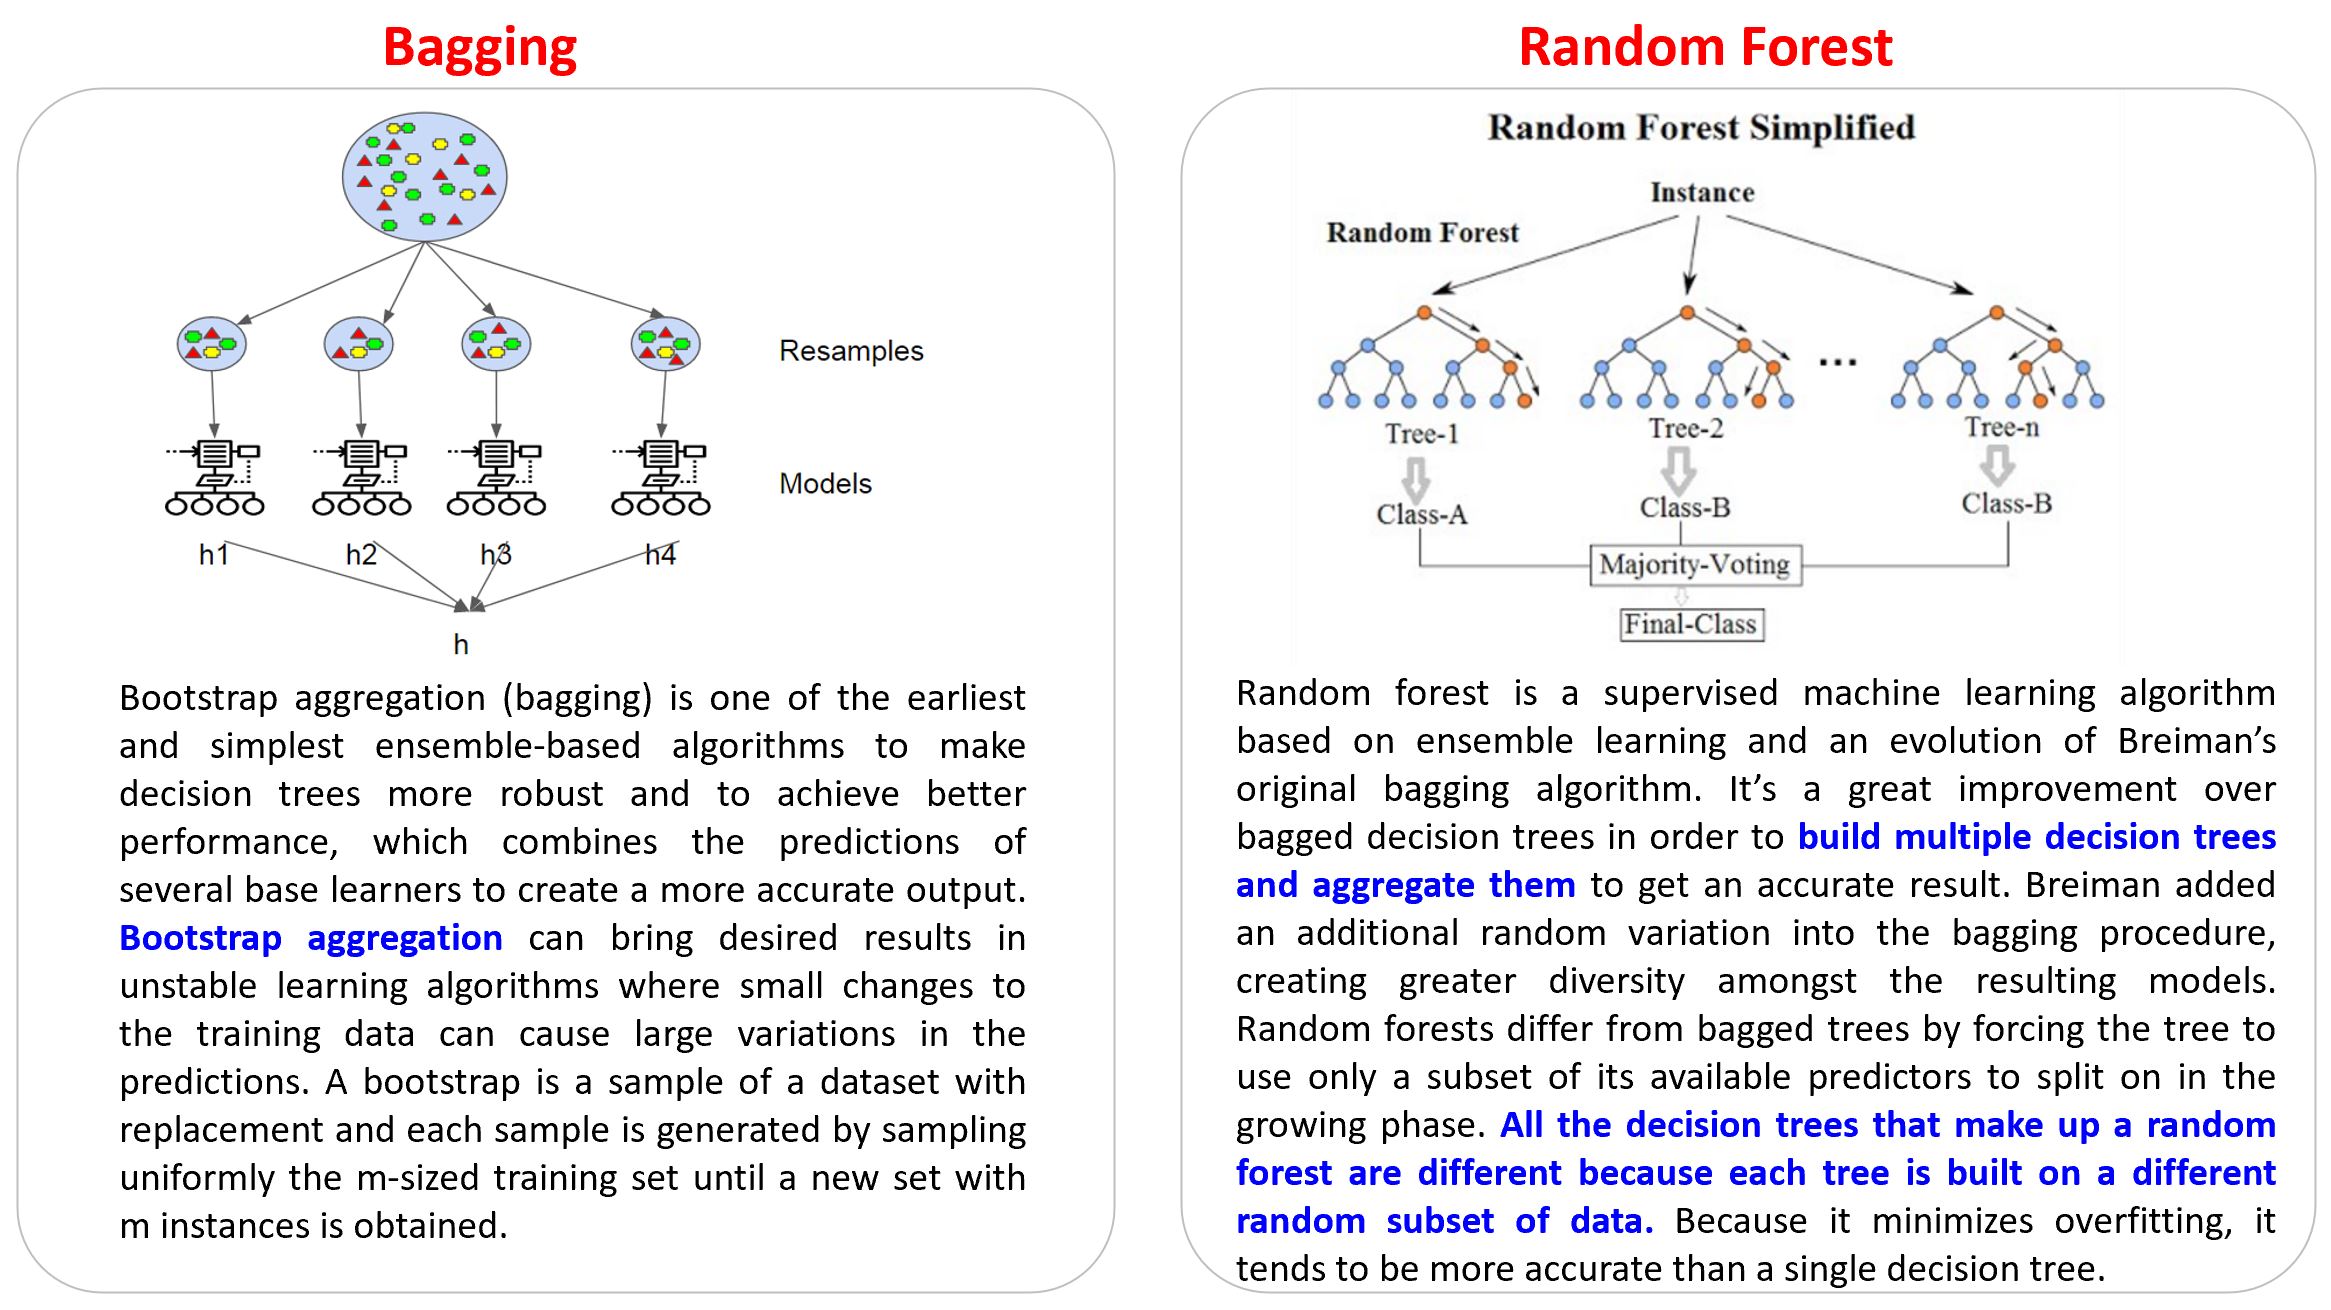 Bagging
Resamples
Models
h1
h2
h3
h4
h
Bootstrap aggregation (bagging) is one of the earliest
and simplest ensemble-based algorithms to make
decision trees more robust and to achieve better
performance, which combines the predictions of
several base learners to create a more accurate output.
Bootstrap aggregation can bring desired results in
unstable learning algorithms where small changes to
the training data can cause large variations in the
predictions. A bootstrap is a sample of a dataset with
replacement and each sample is generated by sampling
uniformly the m-sized training set until a new set with
m instances is obtained.
Random Forest
Random Forest Simplified
Instance
Random Forest
...
Tree-1
Tree-2
Tree-n
Class-A
Class-B
Class-B
Majority-Voting
Final-Class
Random forest is a supervised machine learning algorithm
based on ensemble learning and an evolution of Breiman’s
original bagging algorithm. It’s a great improvement over
bagged decision trees in order to build multiple decision trees
and aggregate them to get an accurate result. Breiman added
an additional random variation into the bagging procedure,
creating greater diversity amongst the resulting models.
Random forests differ from bagged trees by forcing the tree to
use only a subset of its available predictors to split on in the
growing phase. All the decision trees that make up a random
forest are different because each tree is built on a different
random subset of data. Because it minimizes overfitting, it
tends to be more accurate than a single decision tree.